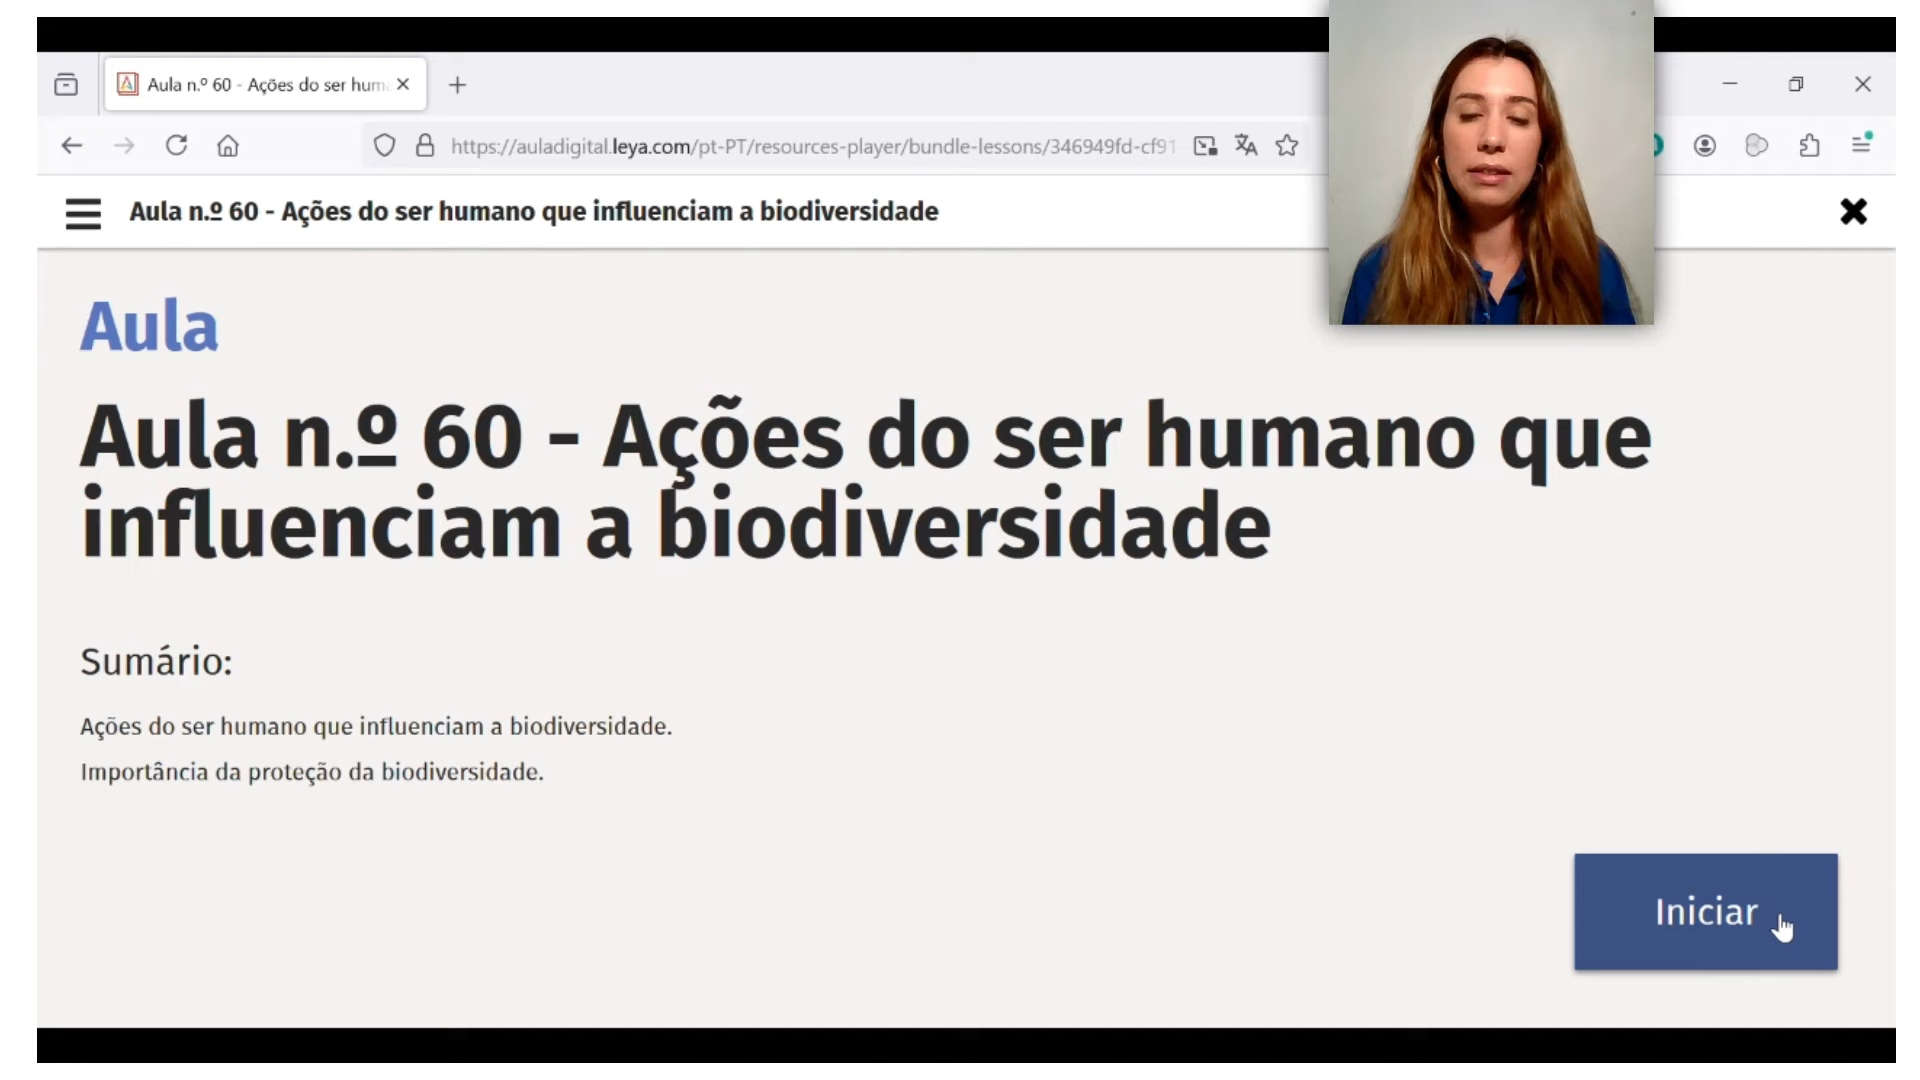 Aula n.º 60 - Ações do ser huma
https://auladigital.leya.com/pt-PT/resources-player/bundle-lessons/346949fd-cf91
Aula n.º 60 - Ações do ser humano que influenciam a biodiversidade
Aula
Aula n.º 60 - Ações do ser humano que
influenciam a biodiversidade
Sumário:
Ações do ser humano que influenciam a biodiversidade.
Importância da proteção da biodiversidade.
Iniciar